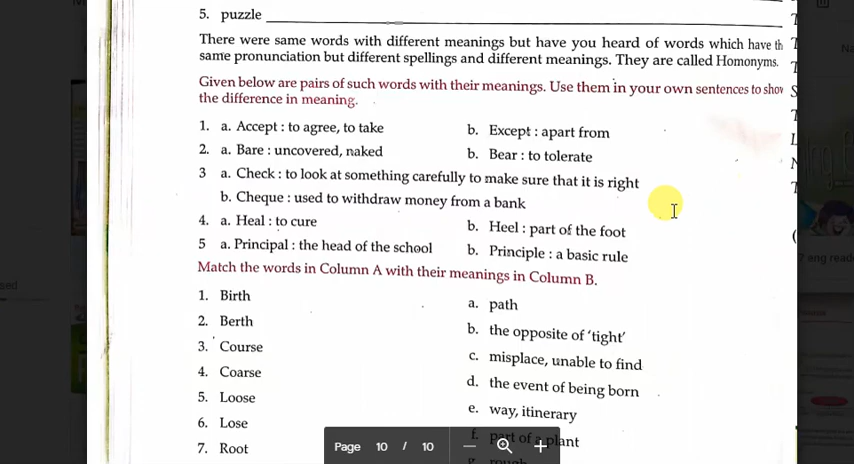 5. puzzle
There were same words with different meanings but have you heard of words which have th
same pronunciation but different spellings and different meanings. They are called Homonyms.
Given below are pairs of such words with their meanings. Use them in your own sentences to show
the difference in meaning.
1. a. Accept : to agree, to take b. Except : apart from
2. a. Bare : uncovered, naked b. Bear : to tolerate
3 a. Check : to look at something carefully to make sure that it is right
b. Cheque : used to withdraw money from a bank
4. a. Heal : to cure b. Heel : part of the foot
5 a. Principal : the head of the school b. Principle : a basic rule
Match the words in Column A with their meanings in Column B.
1. Birth a. path
2. Berth b. the opposite of 'tight'
3. Course c. misplace, unable to find
4. Coarse d. the event of being born
5. Loose e. way, itinerary
6. Lose f. part of a plant
7. Root g. rough
Page 10 / 10
7 eng read
sed